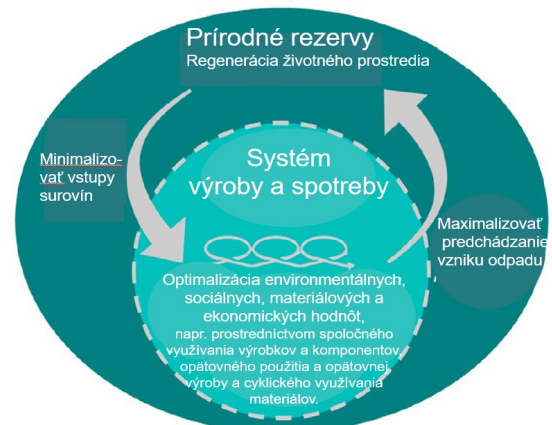 Prírodné rezervy
Regenerácia životného prostredia
Minimalizo-
vať vstupy
surovín
Systém
výroby a spotreby
Maximalizovať
predchádzanie
vzniku odpadu
Optimalizácia environmentálnych,
sociálnych, materiálových a
ekonomických hodnôt,
napr. prostredníctvom spoločného
využívania výrobkov a komponentov,
opätovného použitia a opätovnej
výroby a cyklického využívania
materiálov.